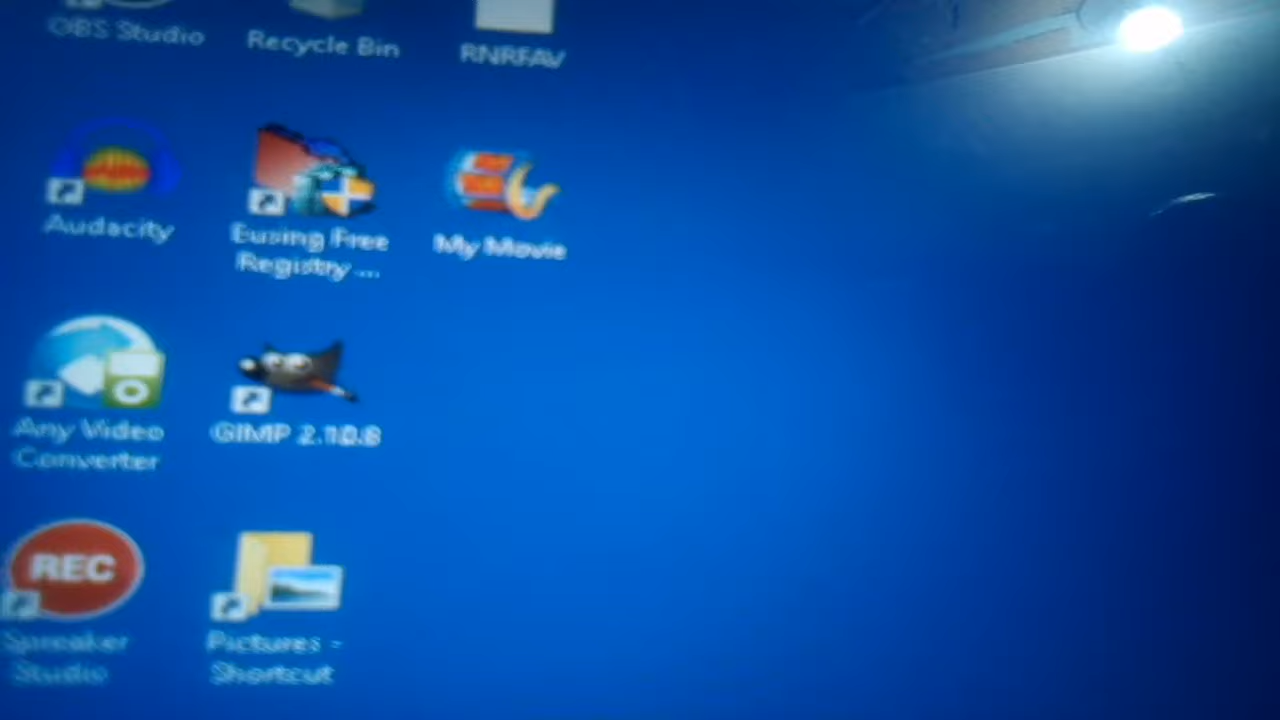 OBS Studio
Recycle Bin
RNRFAV
Audacity
Eusing Free
Registry ...
My Movie
Any Video
Converter
GIMP 2.10.8
REC
Spreaker
Studio
Pictures -
Shortcut